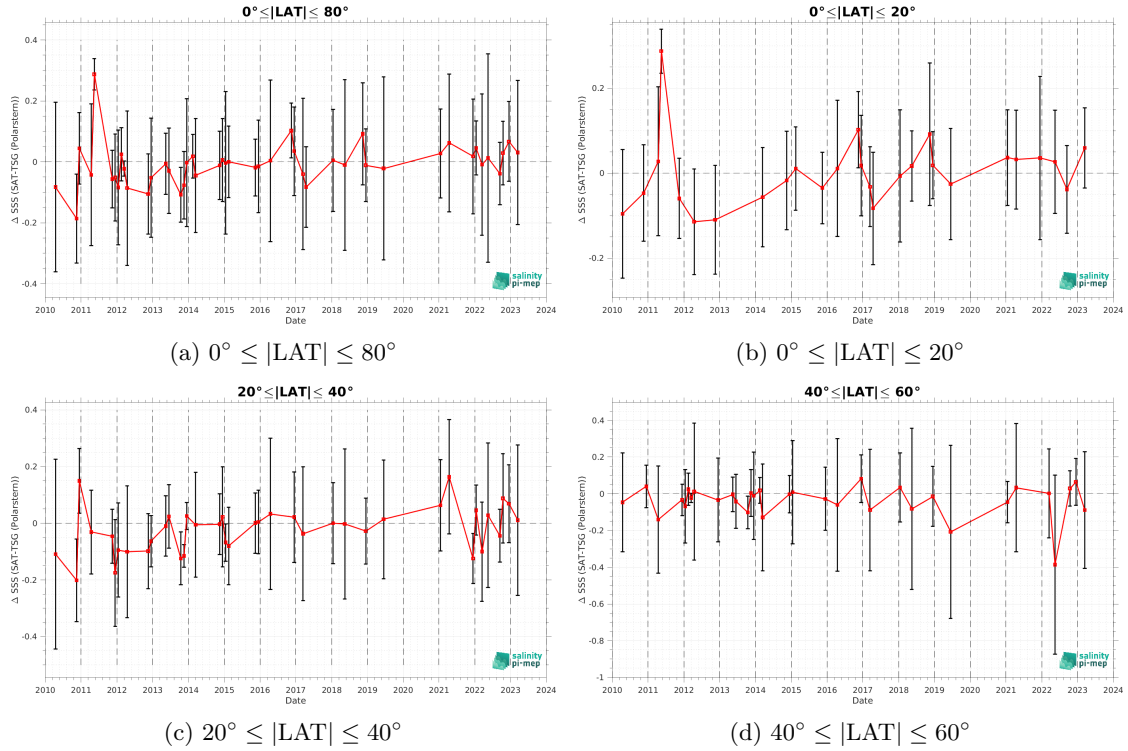 0°≤|LAT|≤ 80°
Δ SSS (SAT-TSG (Polarstern))
0.4
0.2
0
-0.2
-0.4
2010 2011 2012 2013 2014 2015 2016 2017 2018 2019 2020 2021 2022 2023 2024
Date
salinity
pi-mep
(a) 0° ≤ |LAT| ≤ 80°
0°≤|LAT|≤ 20°
Δ SSS (SAT-TSG (Polarstern))
0.2
0
-0.2
2010 2011 2012 2013 2014 2015 2016 2017 2018 2019 2020 2021 2022 2023 2024
Date
salinity
pi-mep
(b) 0° ≤ |LAT| ≤ 20°
20°≤|LAT|≤ 40°
Δ SSS (SAT-TSG (Polarstern))
0.4
0.2
0
-0.2
-0.4
2010 2011 2012 2013 2014 2015 2016 2017 2018 2019 2020 2021 2022 2023 2024
Date
salinity
pi-mep
(c) 20° ≤ |LAT| ≤ 40°
40°≤|LAT|≤ 60°
Δ SSS (SAT-TSG (Polarstern))
0.4
0.2
0
-0.2
-0.4
-0.6
-0.8
-1
2010 2011 2012 2013 2014 2015 2016 2017 2018 2019 2020 2021 2022 2023 2024
Date
salinity
pi-mep
(d) 40° ≤ |LAT| ≤ 60°